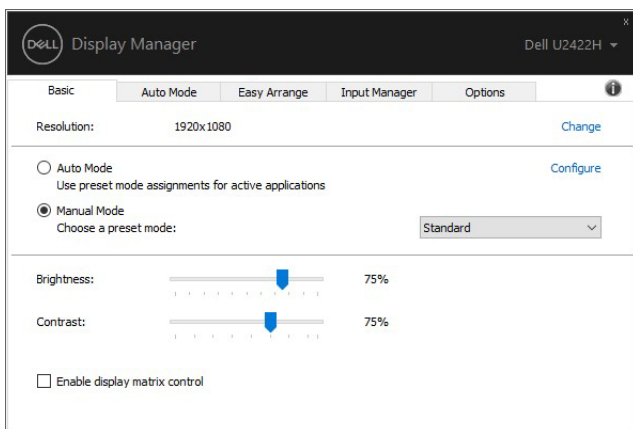 x
DELL Display Manager Dell U2422H
Basic Auto Mode Easy Arrange Input Manager Options i
Resolution: 1920x1080 Change
Auto Mode Configure
Use preset mode assignments for active applications
Manual Mode
Choose a preset mode: Standard
Brightness: 75%
Contrast: 75%
Enable display matrix control